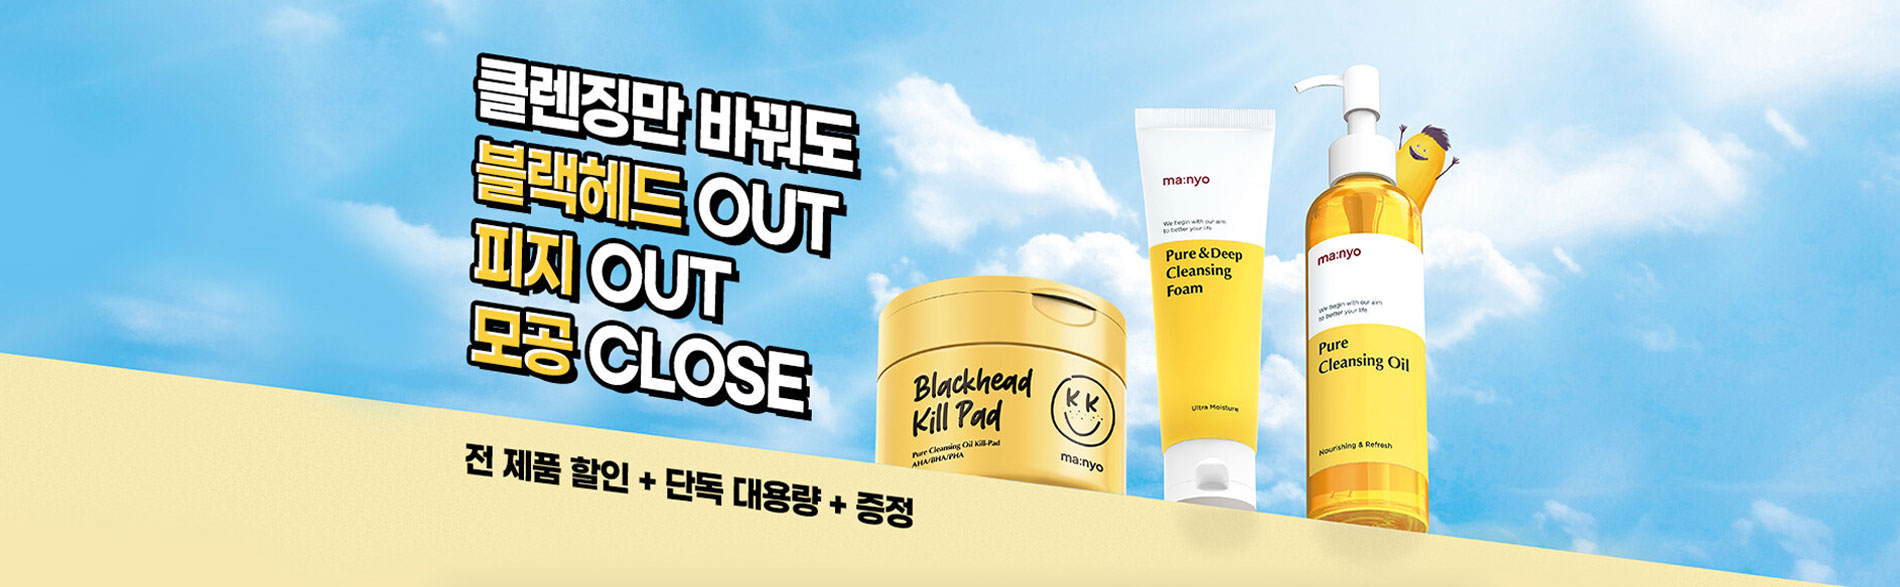 클렌징만 바꿔도
블랙헤드 OUT
피지 OUT
모공 CLOSE
전 제품 할인 + 단독 대용량 + 증정
Blackhead
Kill Pad
Pure Cleansing Oil Kill-Pad
AHA/BHA/PHA
KK
ma:nyo
ma:nyo
We begin with our aim
to better your life
Pure & Deep
Cleansing
Foam
Ultra Moisture
ma:nyo
We begin with our aim
to better your life
Pure
Cleansing Oil
Nourishing & Refresh